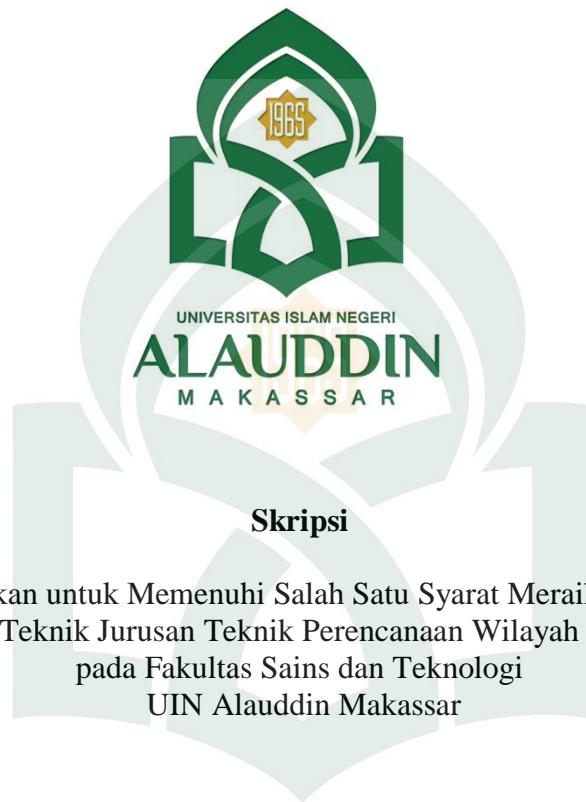 1965
UNIVERSITAS ISLAM NEGERI
ALAUDDIN
MAKASSAR
Skripsi
untuk Memenuhi Salah Satu Syarat
Teknik Jurusan Teknik Perencanaan Wilayah
pada Fakultas Sains dan Teknologi
UIN Alauddin Makassar